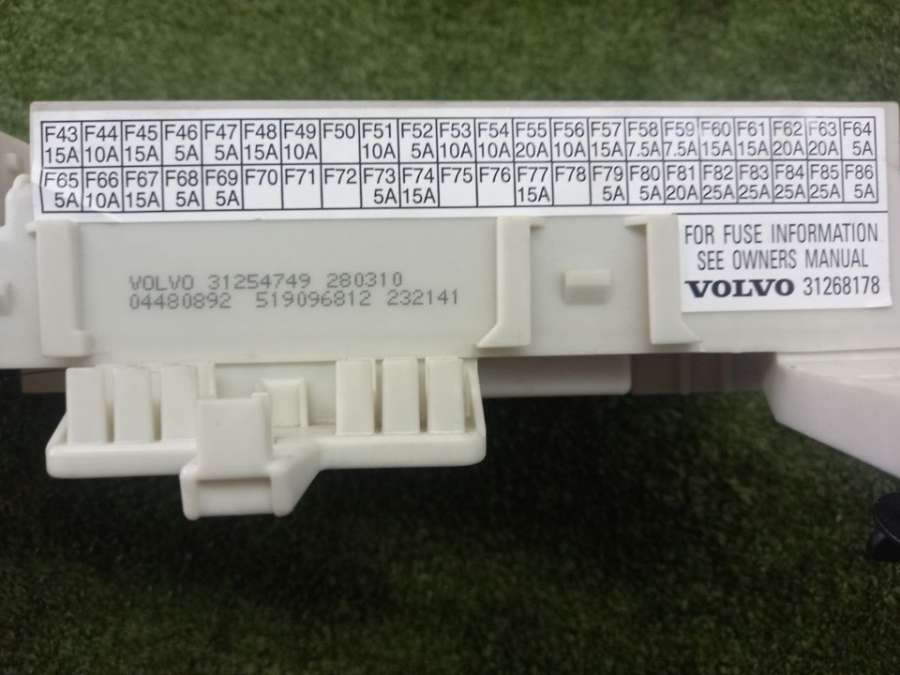 F43 F44 F45 F46 F47 F48 F49 F50 F51 F52 F53 F54 F55 F56 F57 F58 F59 F60 F61 F62 F63 F64
15A 10A 15A 5A 5A 15A 10A 10A 5A 10A 10A 20A 10A 15A 7.5A 7.5A 15A 15A 20A 20A 5A
F65 F66 F67 F68 F69 F70 F71 F72 F73 F74 F75 F76 F77 F78 F79 F80 F81 F82 F83 F84 F85 F86
5A 10A 15A 5A 5A 5A 15A 15A 5A 5A 20A 25A 25A 25A 25A 5A
FOR FUSE INFORMATION
SEE OWNERS MANUAL
VOLVO 31268178
VOLVO 31254749 280310
04480892 519096812 232141